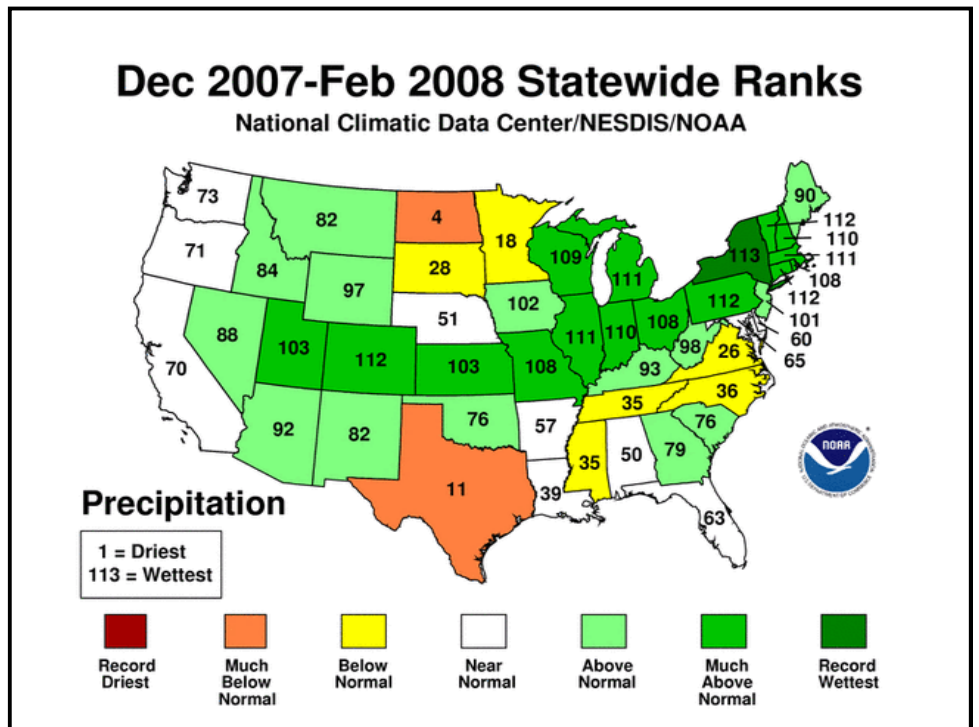 Dec 2007-Feb 2008 Statewide Ranks
National Climatic Data Center/NESDIS/NOAA
73
82
4
18
90
112
71
84
97
28
109
111
113
110
111
108
112
88
103
112
51
102
111
110
108
112
101
60
65
70
103
108
93
98
26
92
82
76
57
35
36
76
11
39
35
50
79
63
NOAA
Precipitation
1 = Driest
113 = Wettest
Record
Driest
Much
Below
Normal
Below
Normal
Near
Normal
Above
Normal
Much
Above
Normal
Record
Wettest